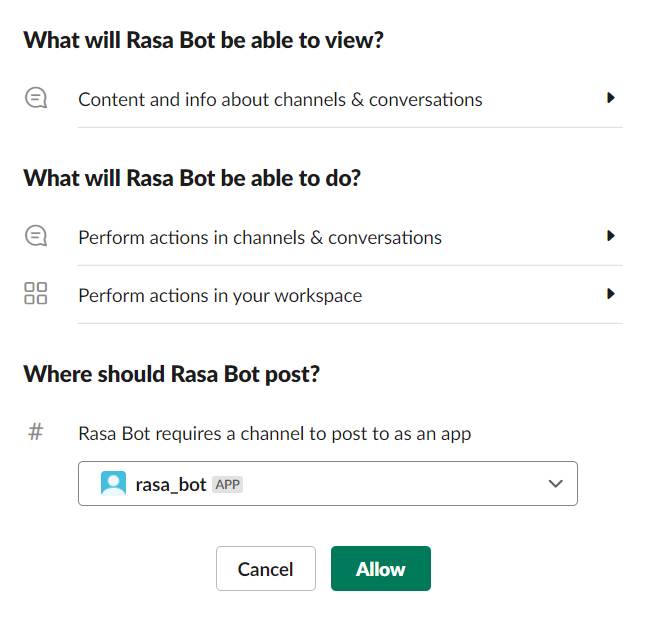 What will Rasa Bot be able to view?
Content and info about channels & conversations
What will Rasa Bot be able to do?
Perform actions in channels & conversations
Perform actions in your workspace
Where should Rasa Bot post?
# Rasa Bot requires a channel to post to as an app
rasa_bot APP
Cancel Allow